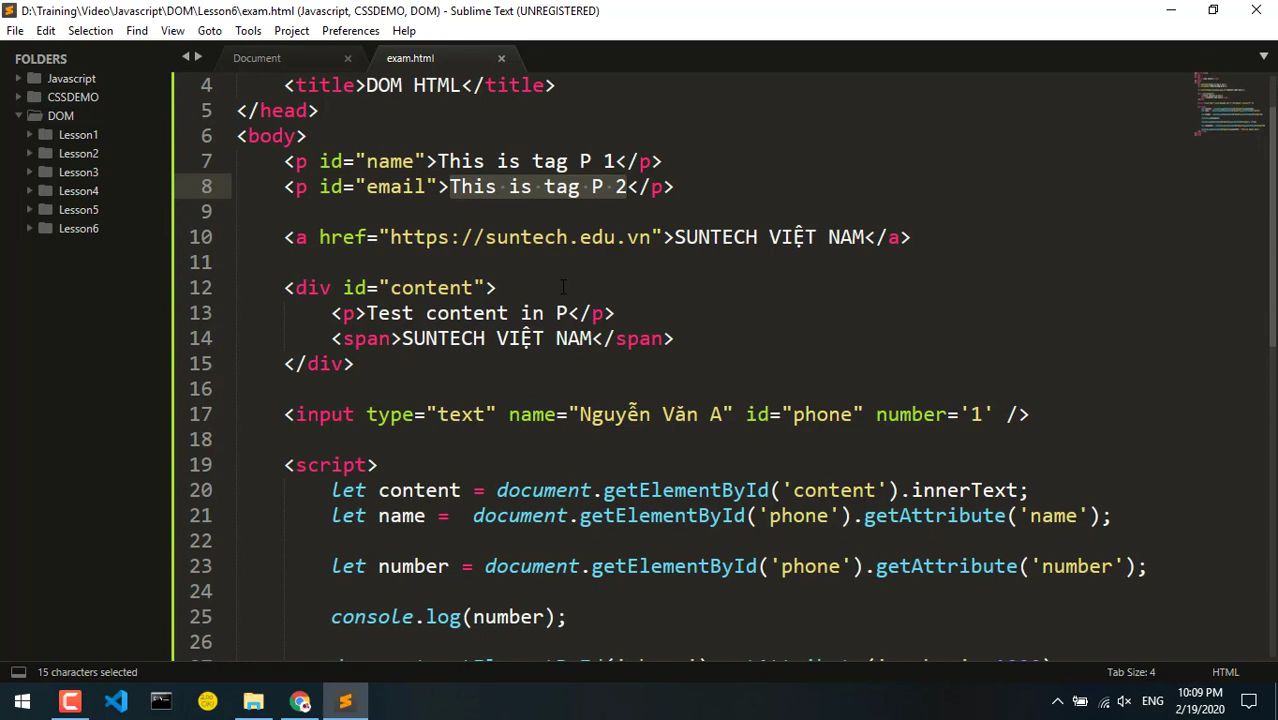 D:\Training\Video\Javascript\DOM\Lesson6\exam.html (Javascript, CSSDEMO, DOM) - Sublime Text (UNREGISTERED)
File Edit Selection Find View Goto Tools Project Preferences Help
FOLDERS
Javascript
CSSDEMO
DOM
Lesson1
Lesson2
Lesson3
Lesson4
Lesson5
Lesson6
Document
exam.html
4 <title>DOM HTML</title>
5 </head>
6 <body>
7 <p id="name">This is tag P 1</p>
8 <p id="email">This is tag P 2</p>
9
10 <a href="https://suntech.edu.vn">SUNTECH VIỆT NAM</a>
11
12 <div id="content">
13 <p>Test content in P</p>
14 <span>SUNTECH VIỆT NAM</span>
15 </div>
16
17 <input type="text" name="Nguyễn Văn A" id="phone" number='1' />
18
19 <script>
20 let content = document.getElementById('content').innerText;
21 let name =  document.getElementById('phone').getAttribute('name');
22
23 let number = document.getElementById('phone').getAttribute('number');
24
25 console.log(number);
26
15 characters selected
Tab Size: 4
HTML
ENG
10:09 PM
2/19/2020